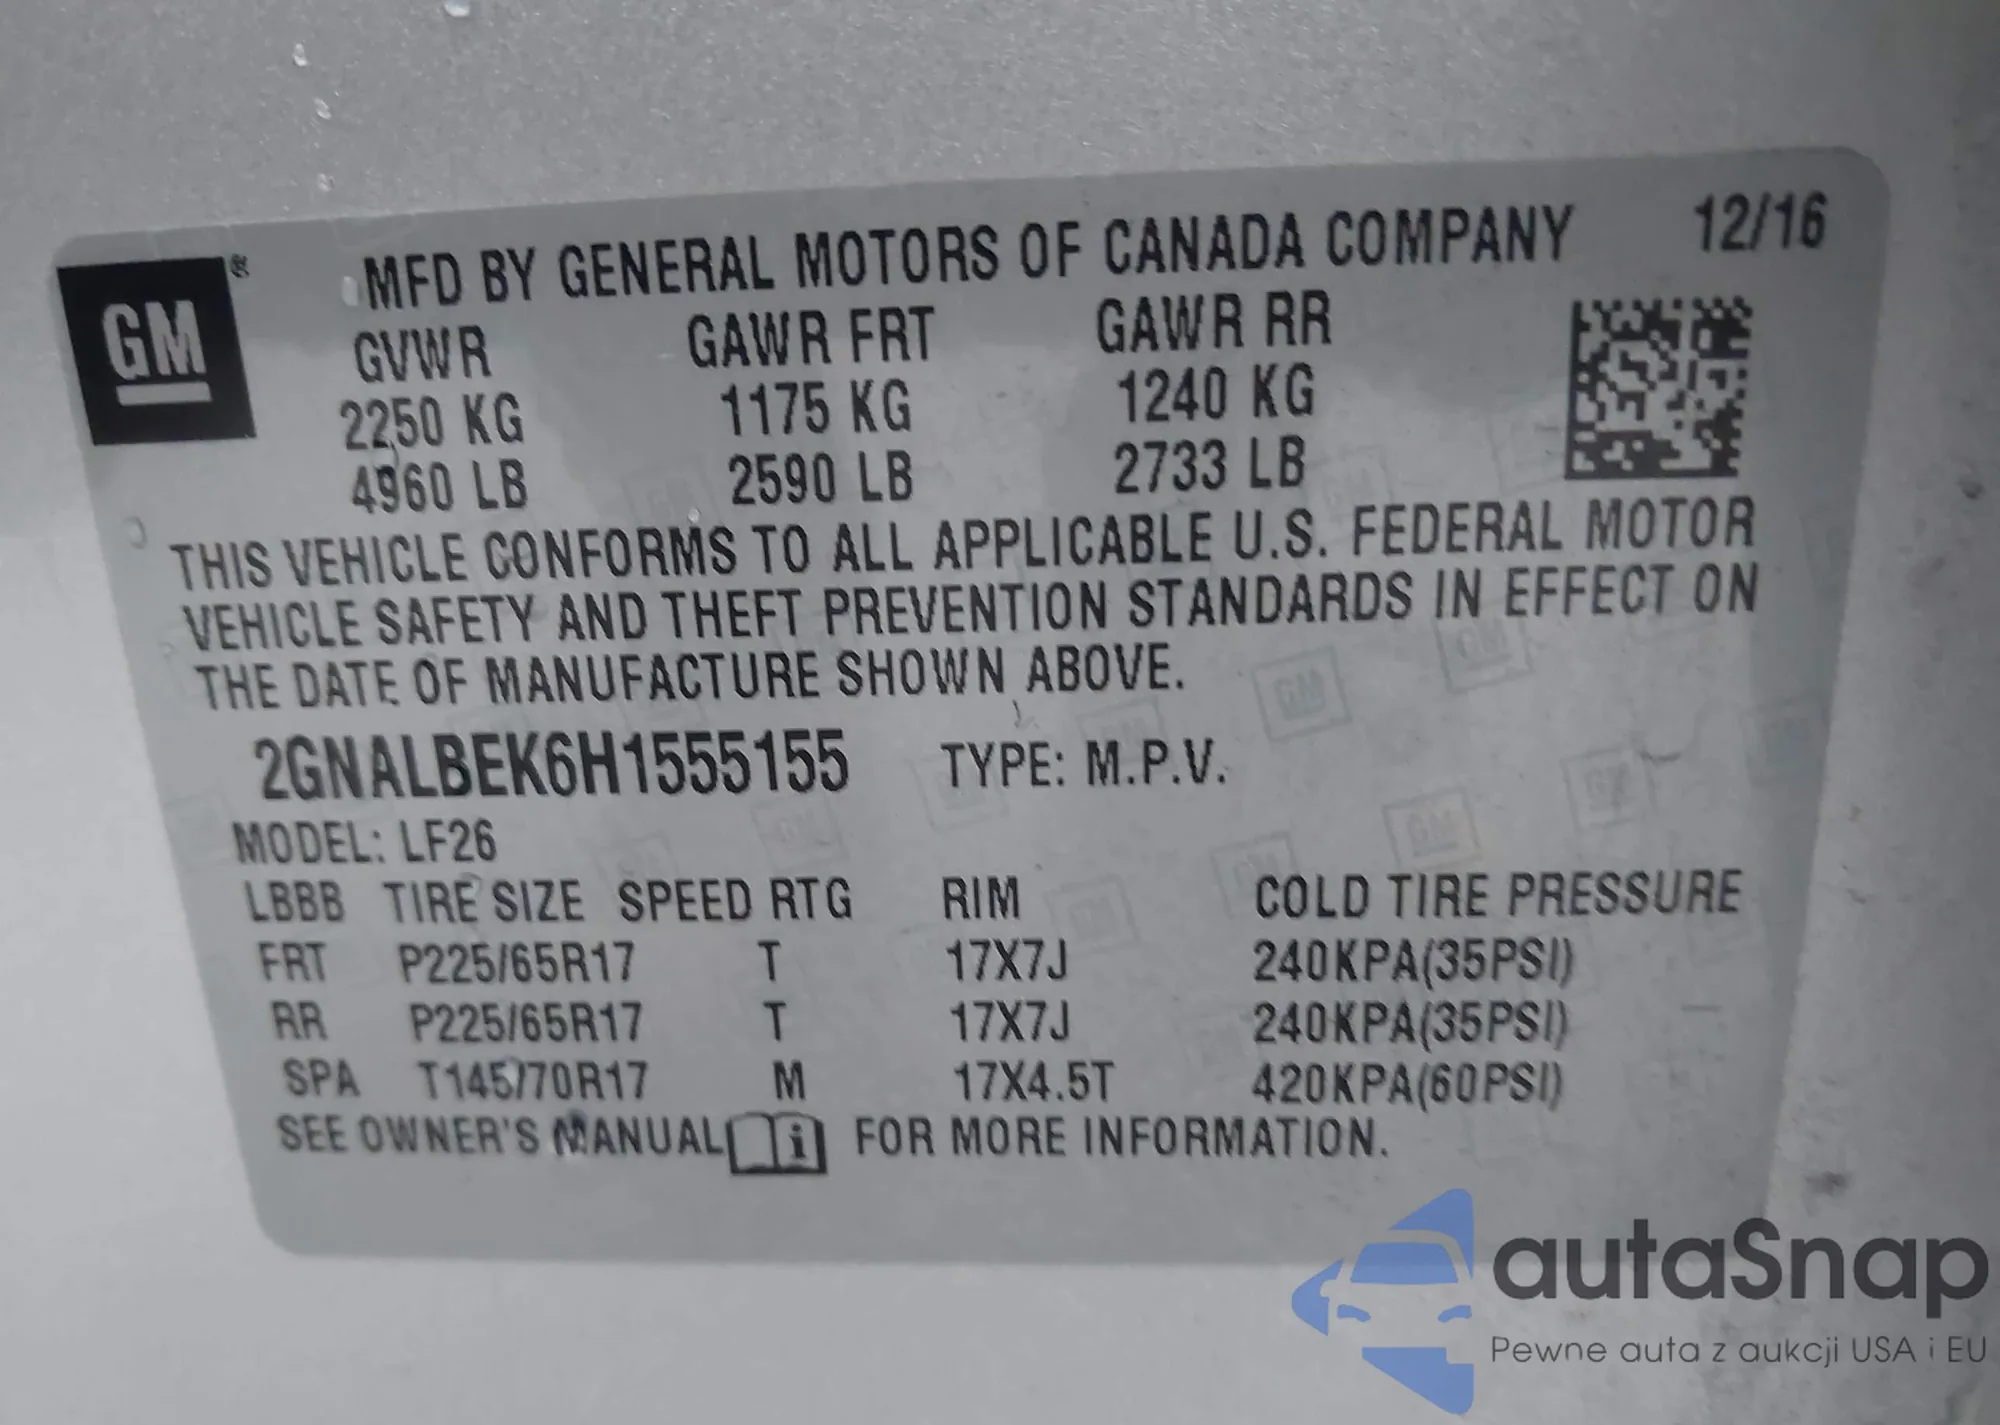 GM ® MFD BY GENERAL MOTORS OF CANADA COMPANY 12/16
GVWR GAWR FRT GAWR RR
2250 KG 1175 KG 1240 KG
4960 LB 2590 LB 2733 LB
THIS VEHICLE CONFORMS TO ALL APPLICABLE U.S. FEDERAL MOTOR
VEHICLE SAFETY AND THEFT PREVENTION STANDARDS IN EFFECT ON
THE DATE OF MANUFACTURE SHOWN ABOVE.
2GNALBEK6H1555155 TYPE: M.P.V.
MODEL: LF26
LBBB TIRE SIZE SPEED RTG RIM COLD TIRE PRESSURE
FRT P225/65R17 T 17X7J 240KPA(35PSI)
RR P225/65R17 T 17X7J 240KPA(35PSI)
SPA T145/70R17 M 17X4.5T 420KPA(60PSI)
SEE OWNER'S MANUAL i FOR MORE INFORMATION.
autaSnap
Pewne auta z aukcji USA i EU